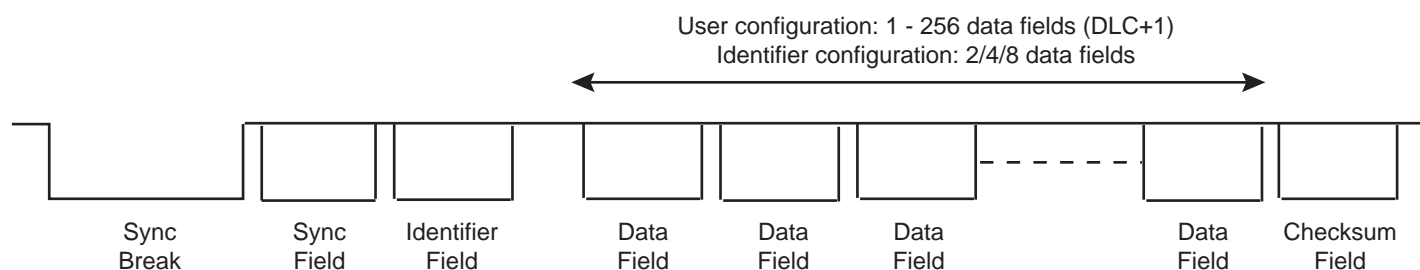 User configuration: 1 - 256 data fields (DLC+1)
Identifier configuration: 2/4/8 data fields
Sync Break
Sync Field
Identifier Field
Data Field
Data Field
Data Field
Data Field
Checksum Field